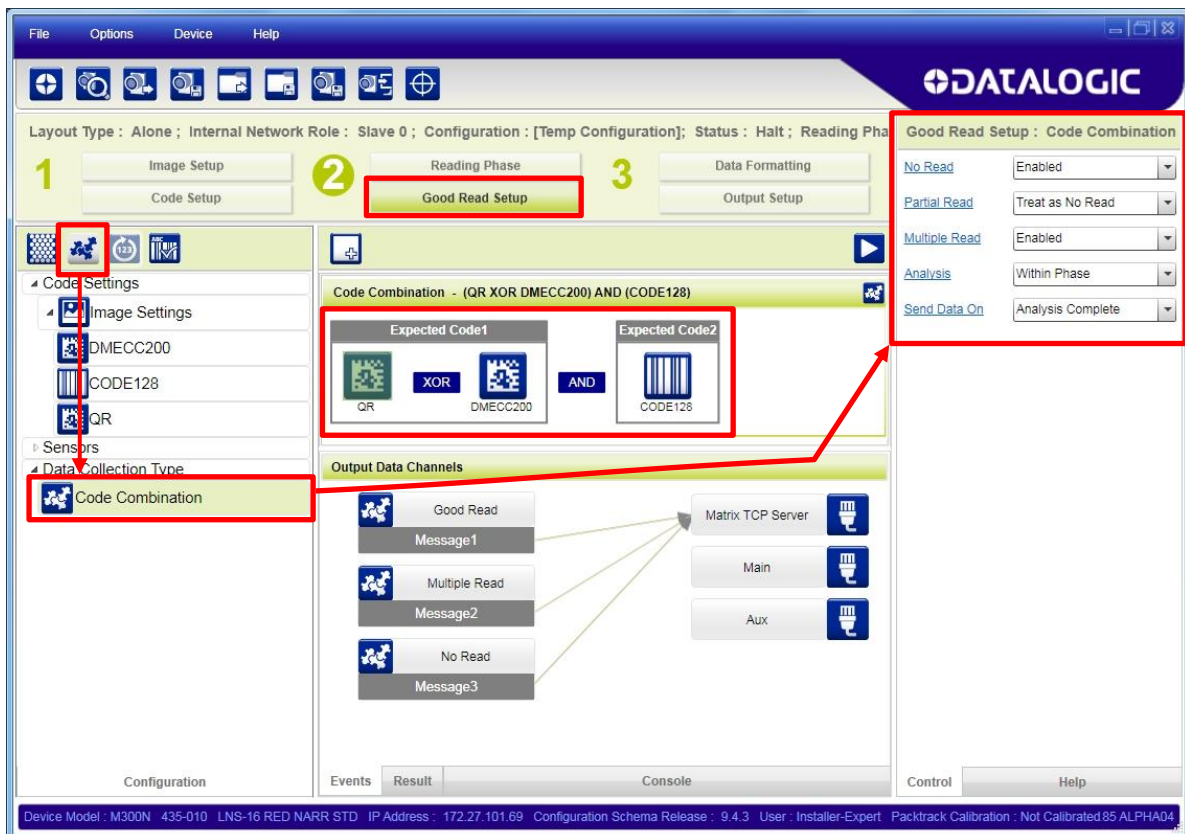 File Options Device Help
DATALOGIC
Layout Type : Alone ; Internal Network Role : Slave 0 ; Configuration : [Temp Configuration]; Status : Halt ; Reading Pha
1
Image Setup
Code Setup
2
Reading Phase
Good Read Setup
3
Data Formatting
Output Setup
Good Read Setup : Code Combination
No Read Enabled
Partial Read Treat as No Read
Multiple Read Enabled
Analysis Within Phase
Send Data On Analysis Complete
123
ABC
Code Settings
Image Settings
DMECC200
CODE128
QR
Sensors
Data Collection Type
Code Combination
Configuration
Code Combination - (QR XOR DMECC200) AND (CODE128)
Expected Code1
Expected Code2
QR
XOR
DMECC200
AND
CODE128
Output Data Channels
Good Read
Message1
Multiple Read
Message2
No Read
Message3
Matrix TCP Server
Main
Aux
Events Result Console
Control Help
Device Model : M300N 435-010 LNS-16 RED NARR STD IP Address : 172.27.101.69 Configuration Schema Release : 9.4.3 User : Installer-Expert Packtrack Calibration : Not Calibrated.85 ALPHA04